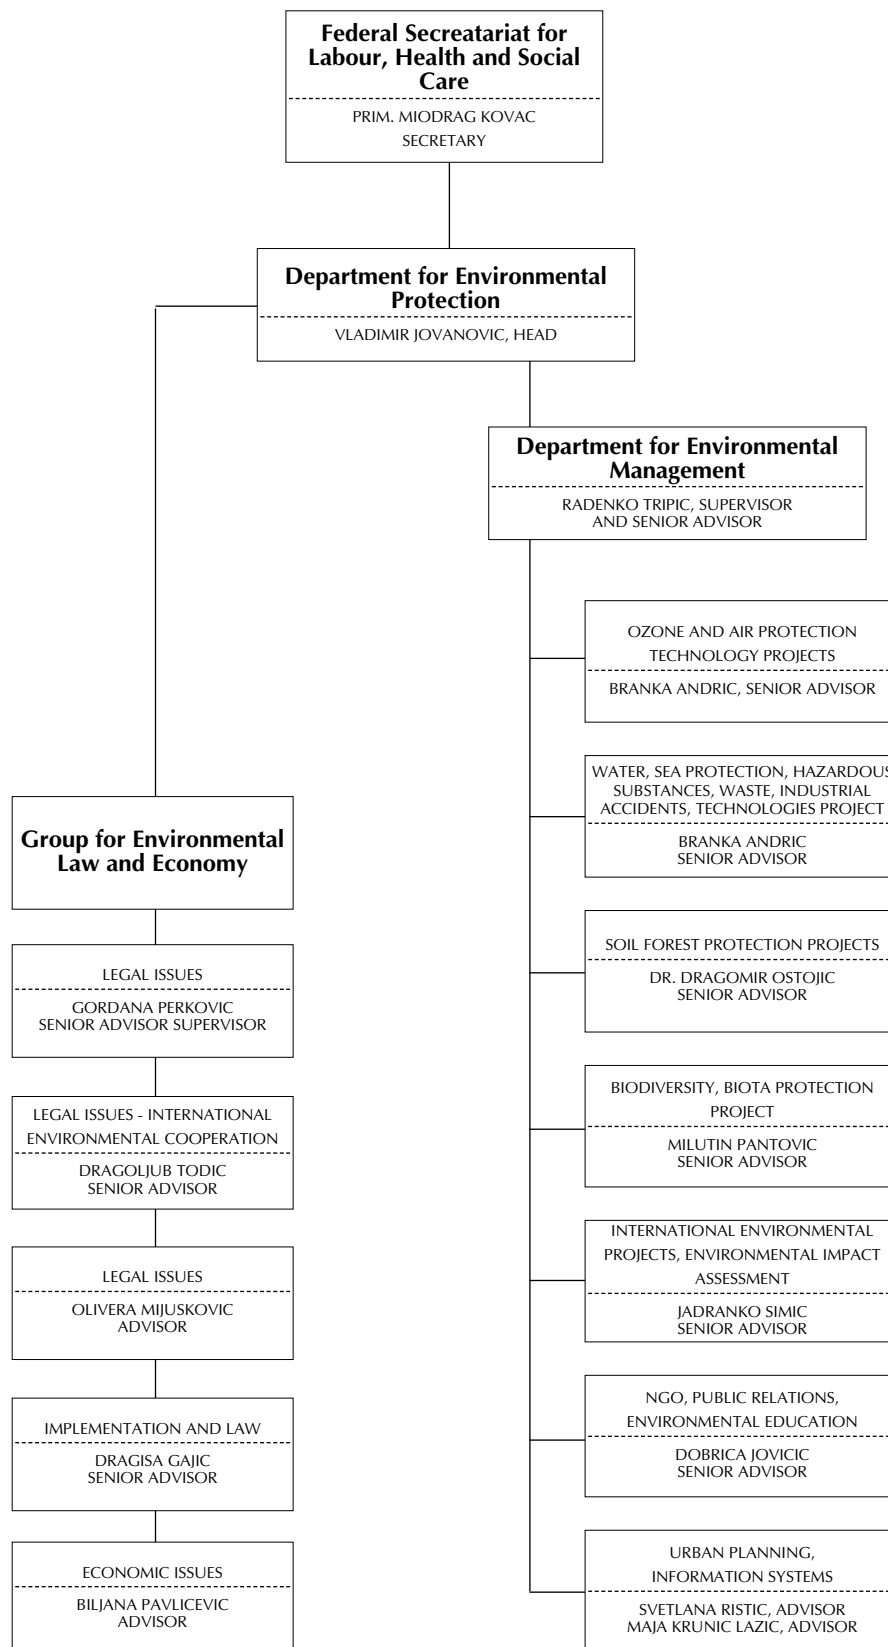 Federal Secreatariat for
Labour, Health and Social
Care
PRIM. MIODRAG KOVAC
SECRETARY
Department for Environmental
Protection
VLADIMIR JOVANOVIC, HEAD
Department for Environmental
Management
RADENKO TRIPIC, SUPERVISOR
AND SENIOR ADVISOR
OZONE AND AIR PROTECTION
TECHNOLOGY PROJECTS
BRANKA ANDRIC, SENIOR ADVISOR
WATER, SEA PROTECTION, HAZARDOUS
SUBSTANCES, WASTE, INDUSTRIAL
ACCIDENTS, TECHNOLOGIES PROJECT
BRANKA ANDRIC
SENIOR ADVISOR
SOIL FOREST PROTECTION PROJECTS
DR. DRAGOMIR OSTOJIC
SENIOR ADVISOR
BIODIVERSITY, BIOTA PROTECTION
PROJECT
MILUTIN PANTOVIC
SENIOR ADVISOR
INTERNATIONAL ENVIRONMENTAL
PROJECTS, ENVIRONMENTAL IMPACT
ASSESSMENT
JADRANKO SIMIC
SENIOR ADVISOR
NGO, PUBLIC RELATIONS,
ENVIRONMENTAL EDUCATION
DOBRICA JOVICIC
SENIOR ADVISOR
URBAN PLANNING,
INFORMATION SYSTEMS
SVETLANA RISTIC, ADVISOR
MAJA KRUNIC LAZIC, ADVISOR
Group for Environmental
Law and Economy
LEGAL ISSUES
GORDANA PERKOVIC
SENIOR ADVISOR SUPERVISOR
LEGAL ISSUES - INTERNATIONAL
ENVIRONMENTAL COOPERATION
DRAGOLJUB TODIC
SENIOR ADVISOR
LEGAL ISSUES
OLIVERA MIJUSKOVIC
ADVISOR
IMPLEMENTATION AND LAW
DRAGISA GAJIC
SENIOR ADVISOR
ECONOMIC ISSUES
BILJANA PAVLICEVIC
ADVISOR